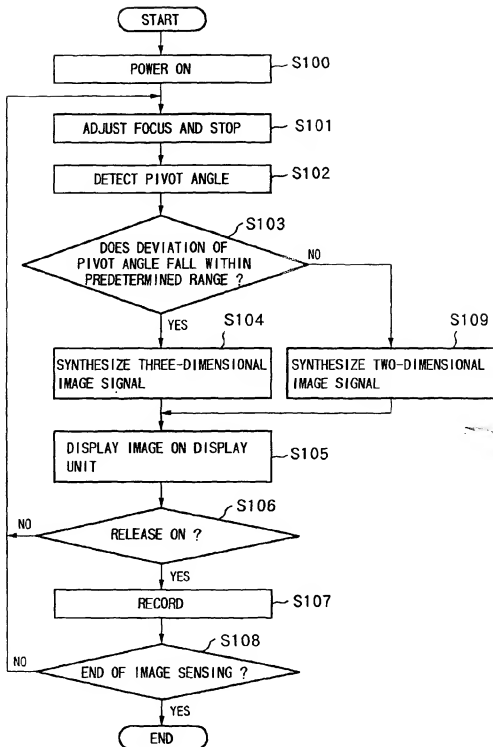 START
POWER ON
S100
ADJUST FOCUS AND STOP
S101
DETECT PIVOT ANGLE
S102
S103
DOES DEVIATION OF
PIVOT ANGLE FALL WITHIN
PREDETERMINED RANGE ?
NO
YES
S104
S109
SYNTHESIZE THREE-DIMENSIONAL
IMAGE SIGNAL
SYNTHESIZE TWO-DIMENSIONAL
IMAGE SIGNAL
DISPLAY IMAGE ON DISPLAY
UNIT
S105
S106
NO
RELEASE ON ?
YES
RECORD
S107
S108
NO
END OF IMAGE SENSING ?
YES
END